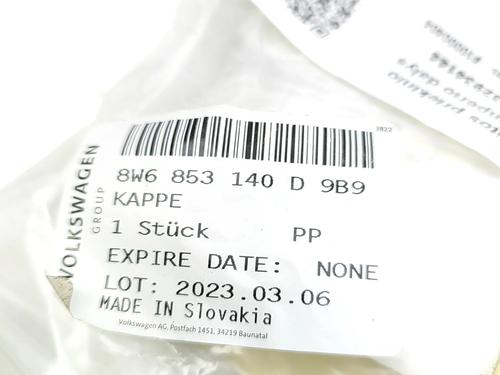 3822
8W6 853 140 D 9B9
KAPPE
1 Stück PP
EXPIRE DATE: NONE
LOT: 2023.03.06
MADE IN Slovakia
Volkswagen AG, Postfach 1451, 34219 Baunatal
VOLKSWAGEN
GROUP